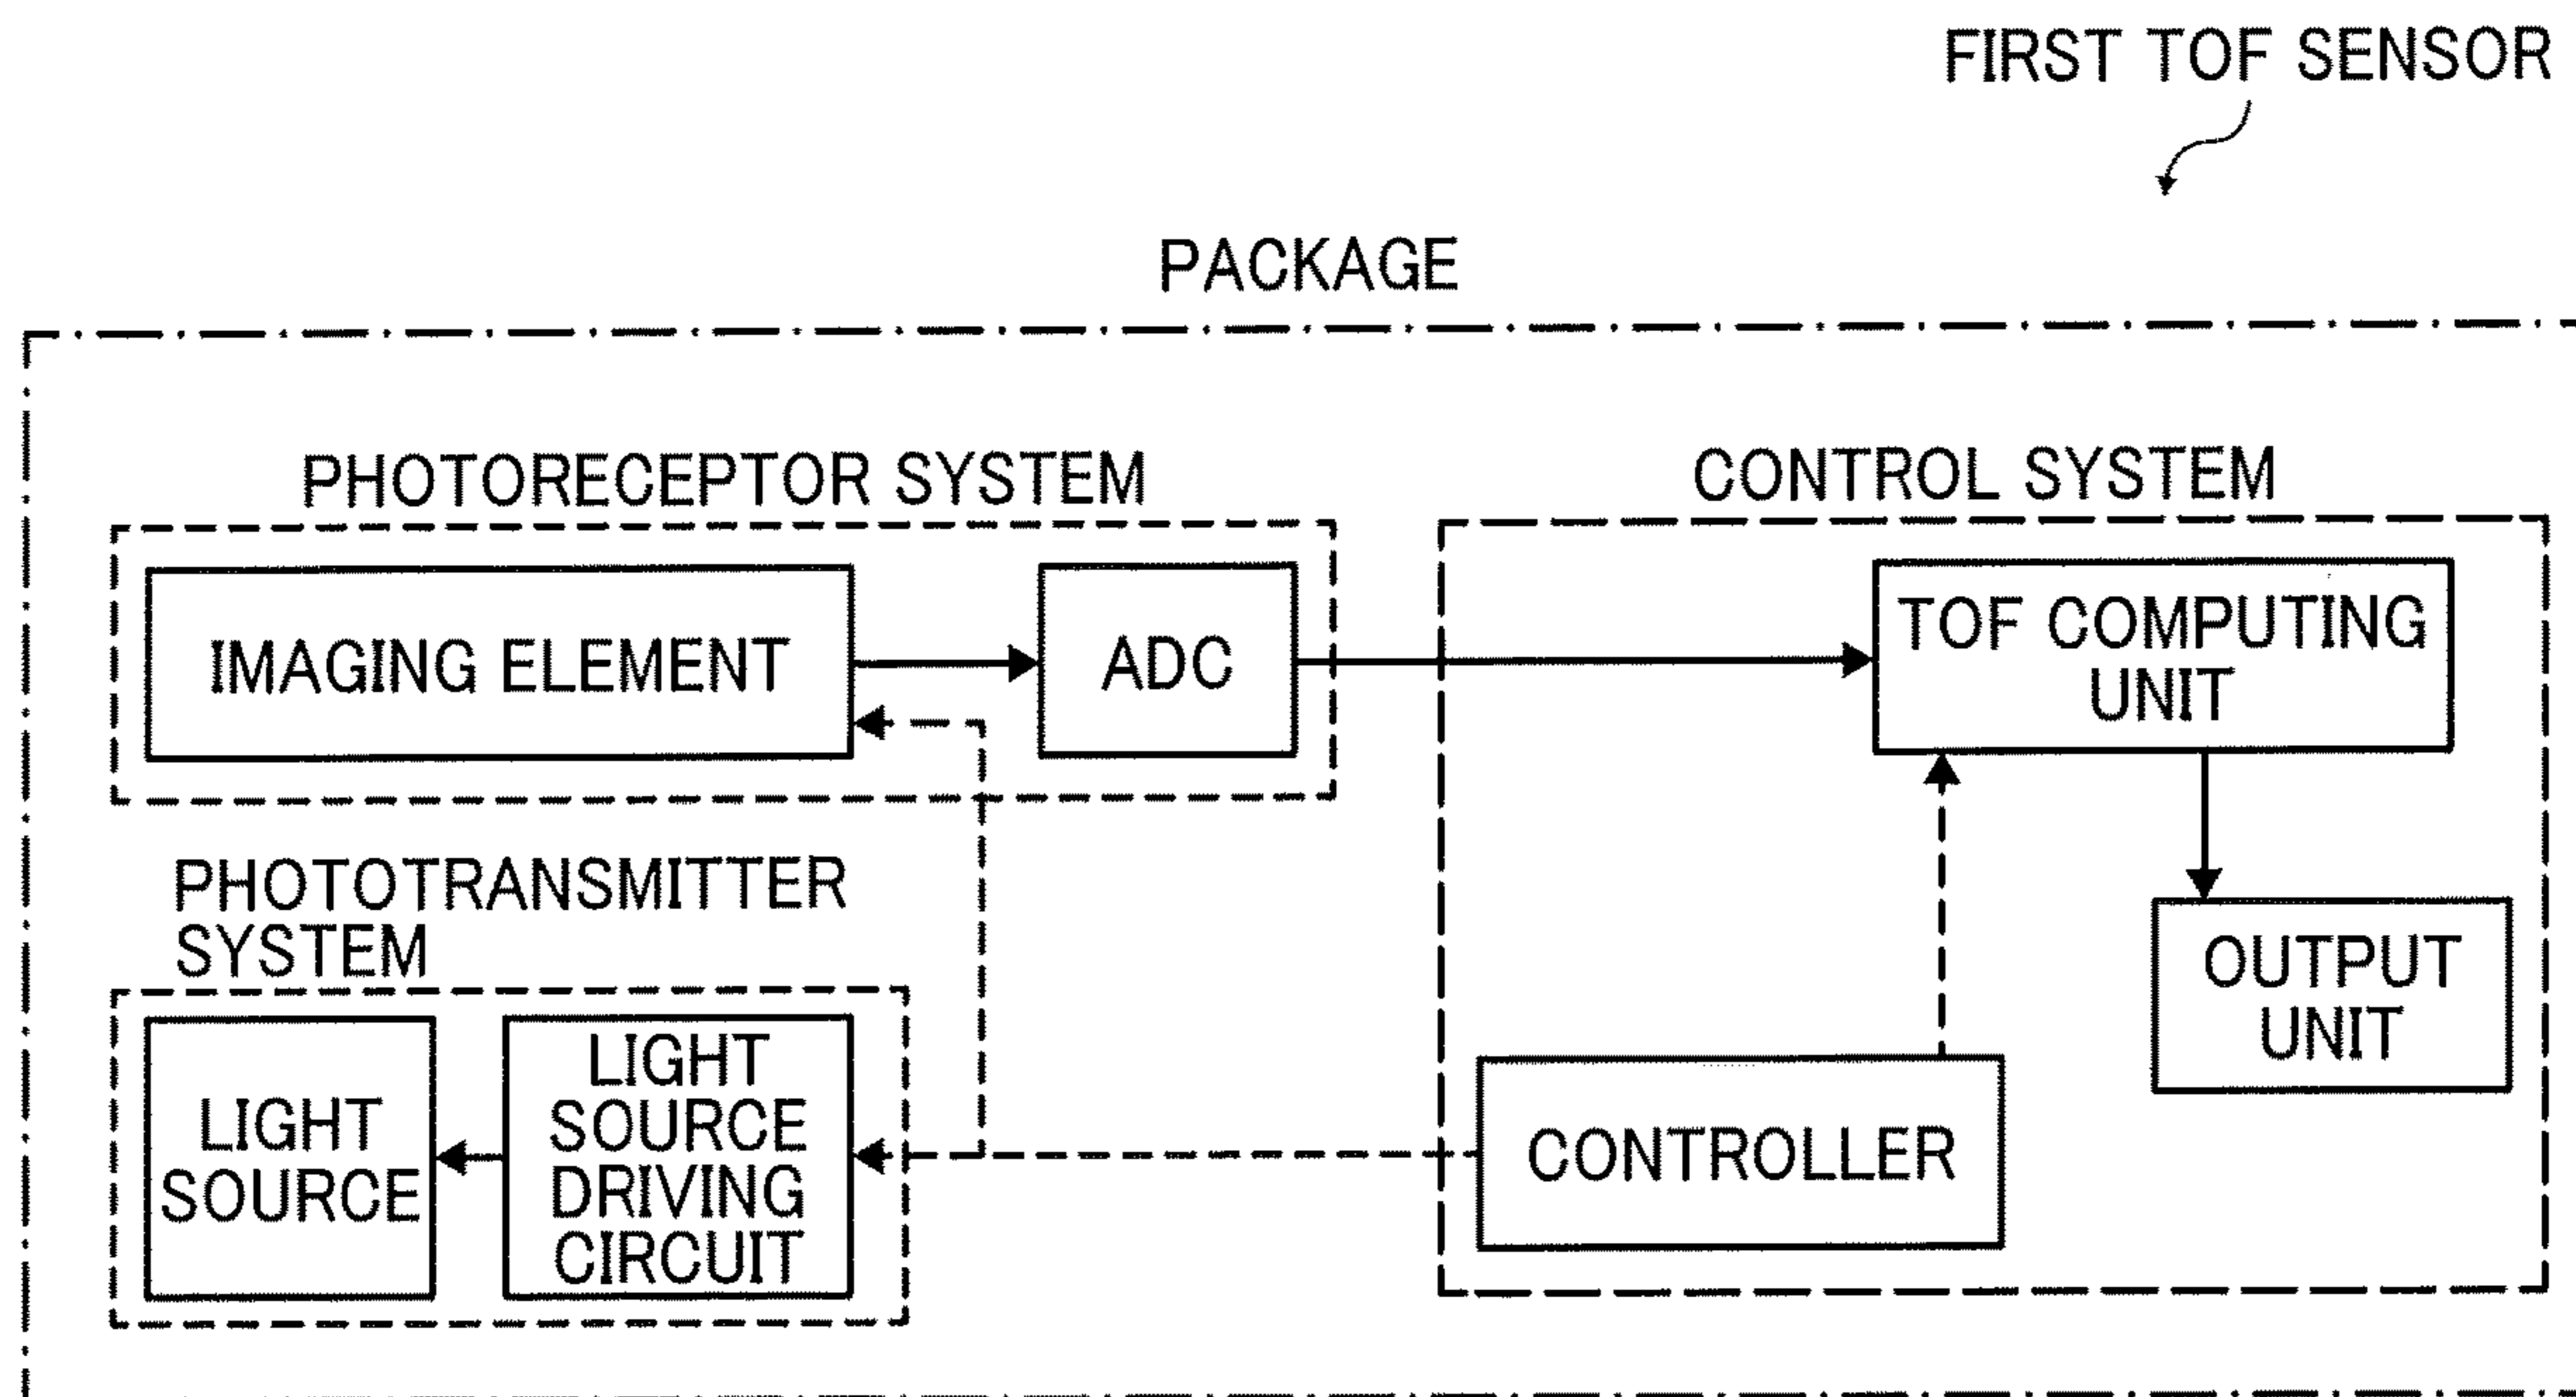 FIRST TOF SENSOR
PACKAGE
PHOTORECEPTOR SYSTEM
IMAGING ELEMENT
ADC
CONTROL SYSTEM
TOF COMPUTING
UNIT
OUTPUT
UNIT
CONTROLLER
PHOTOTRANSMITTER
SYSTEM
LIGHT
SOURCE
LIGHT
SOURCE
DRIVING
CIRCUIT